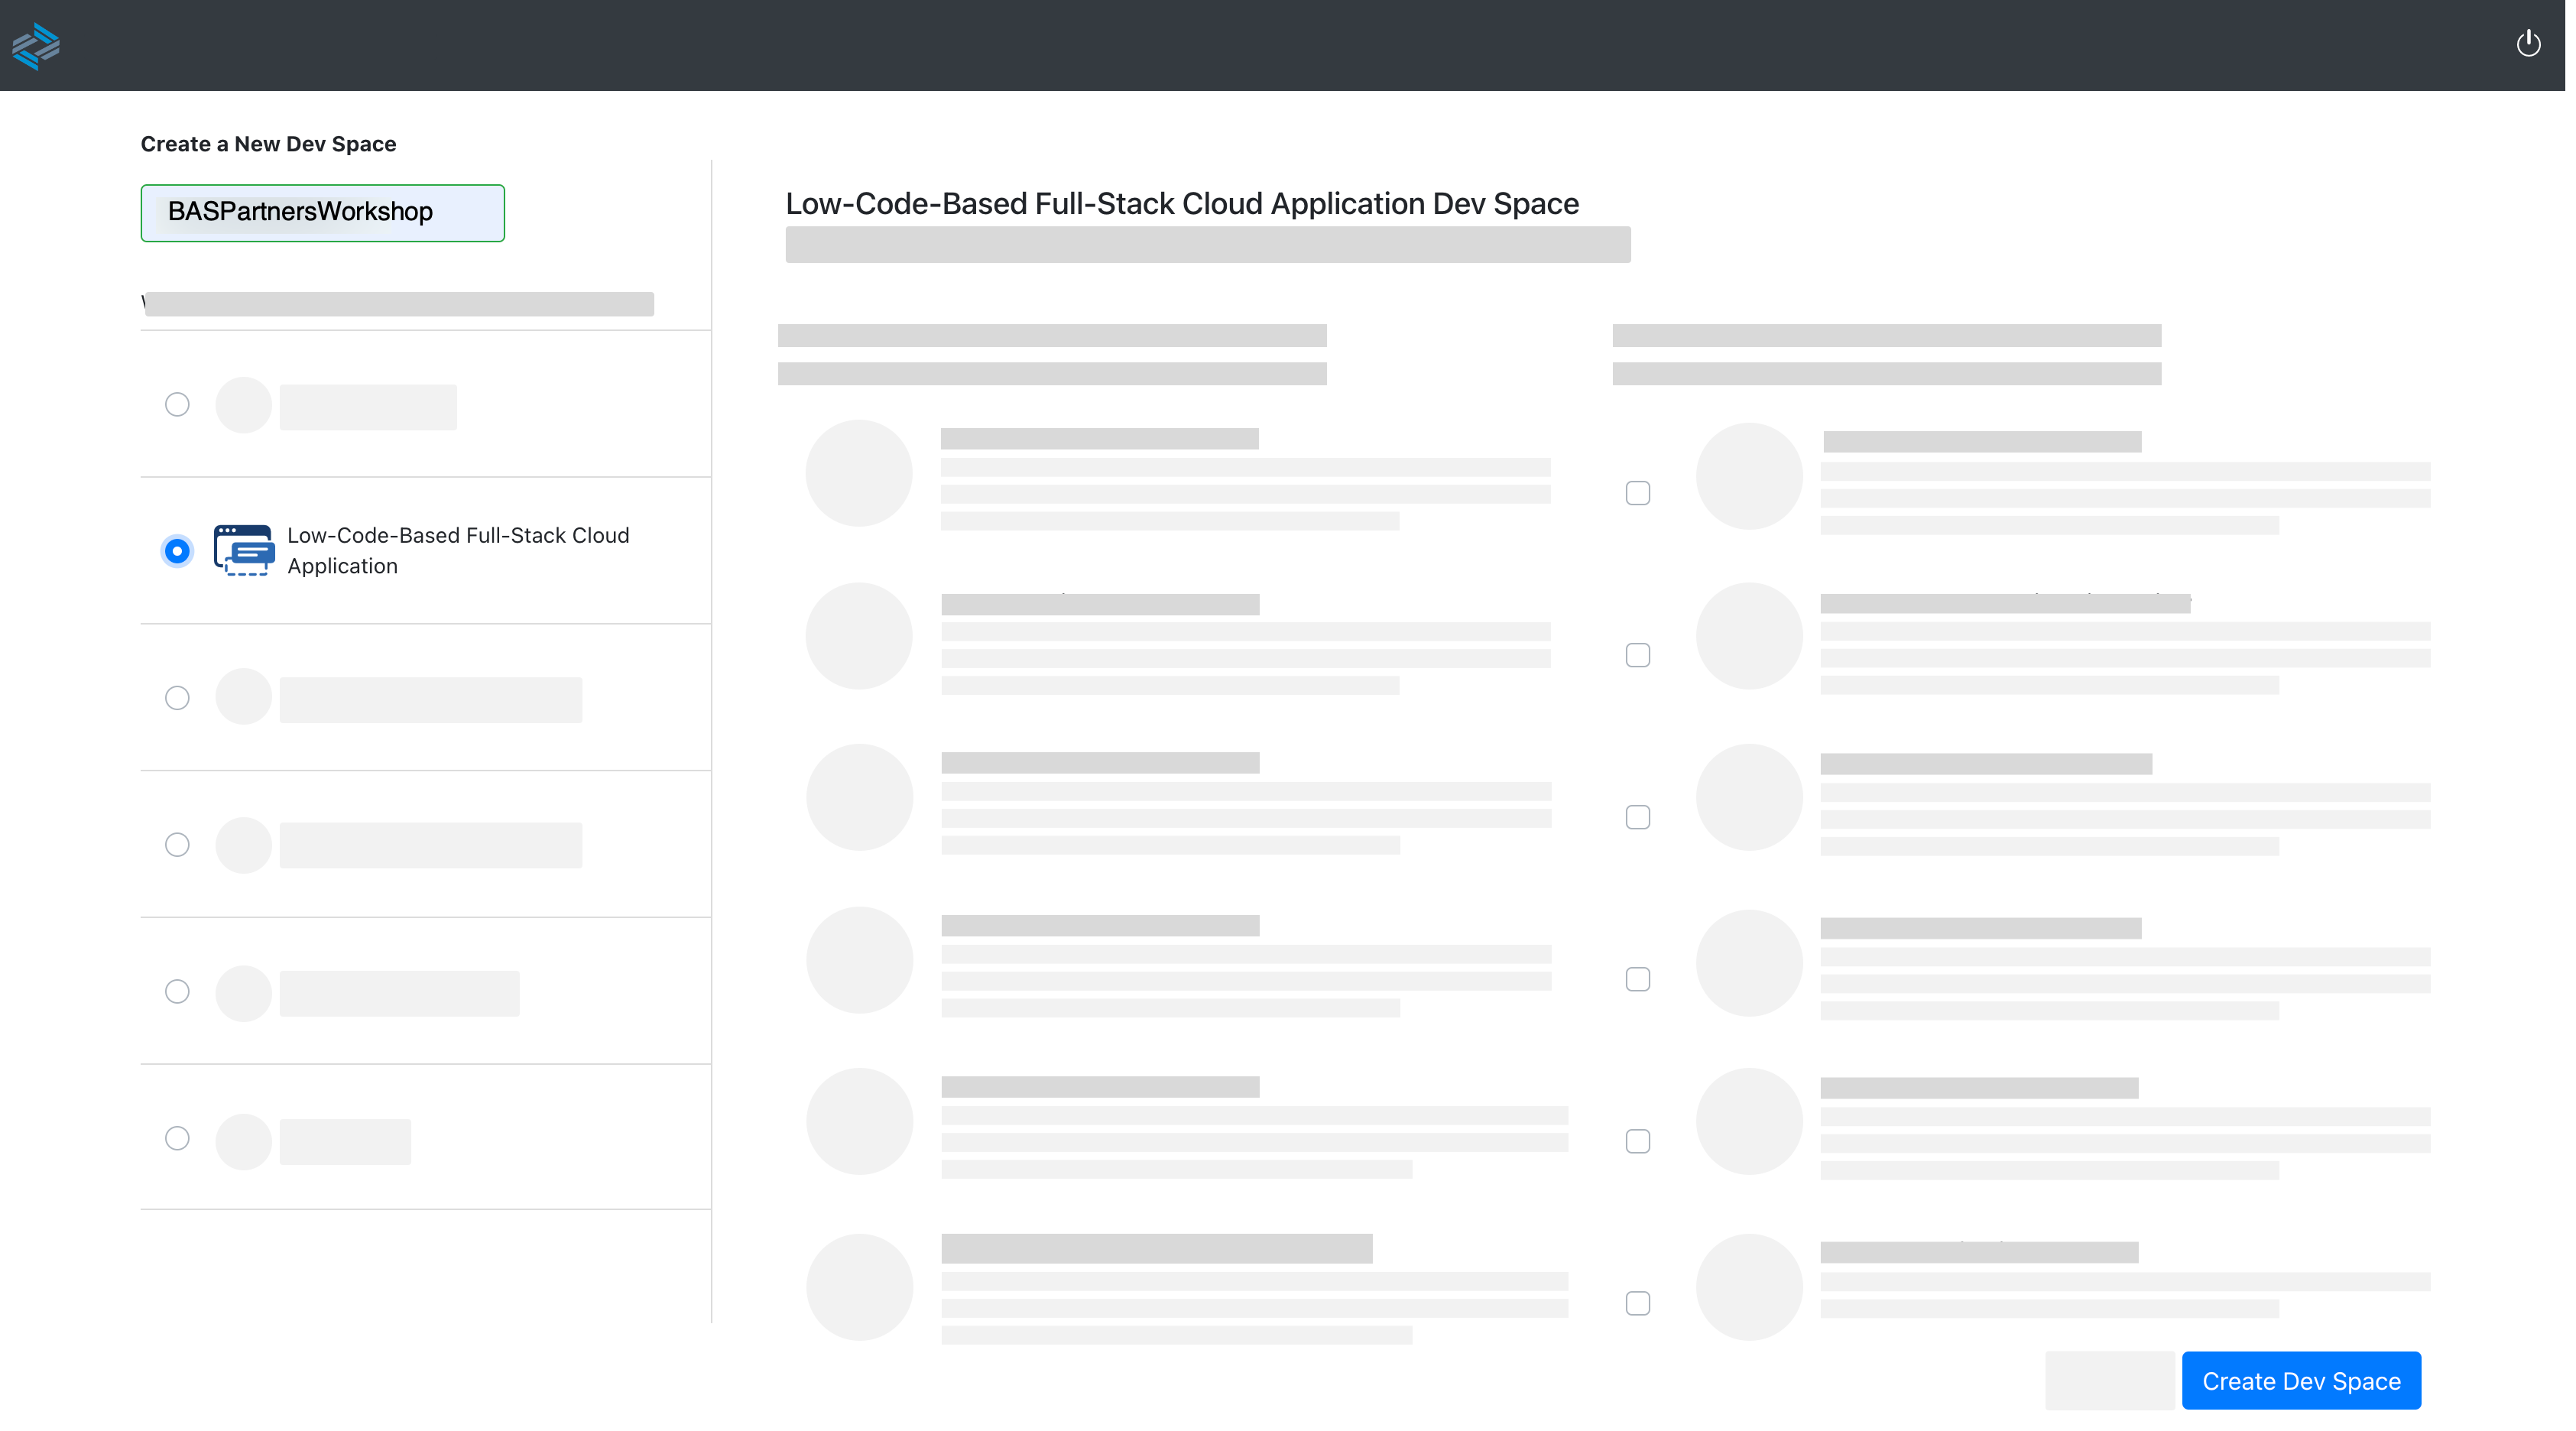 Create a New Dev Space
BASPartnersWorkshop
Low-Code-Based Full-Stack Cloud
Application
Low-Code-Based Full-Stack Cloud Application Dev Space
Create Dev Space